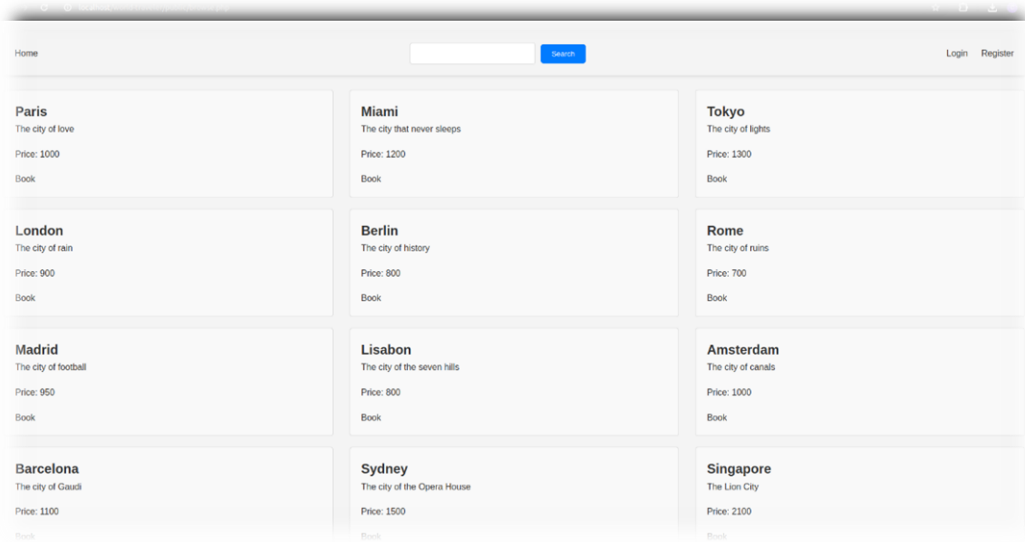 Home
Search
Login Register
Paris
The city of love
Price: 1000
Book
Miami
The city that never sleeps
Price: 1200
Book
Tokyo
The city of lights
Price: 1300
Book
London
The city of rain
Price: 900
Book
Berlin
The city of history
Price: 800
Book
Rome
The city of ruins
Price: 700
Book
Madrid
The city of football
Price: 950
Book
Lisabon
The city of the seven hills
Price: 800
Book
Amsterdam
The city of canals
Price: 1000
Book
Barcelona
The city of Gaudi
Price: 1100
Book
Sydney
The city of the Opera House
Price: 1500
Book
Singapore
The Lion City
Price: 2100
Book